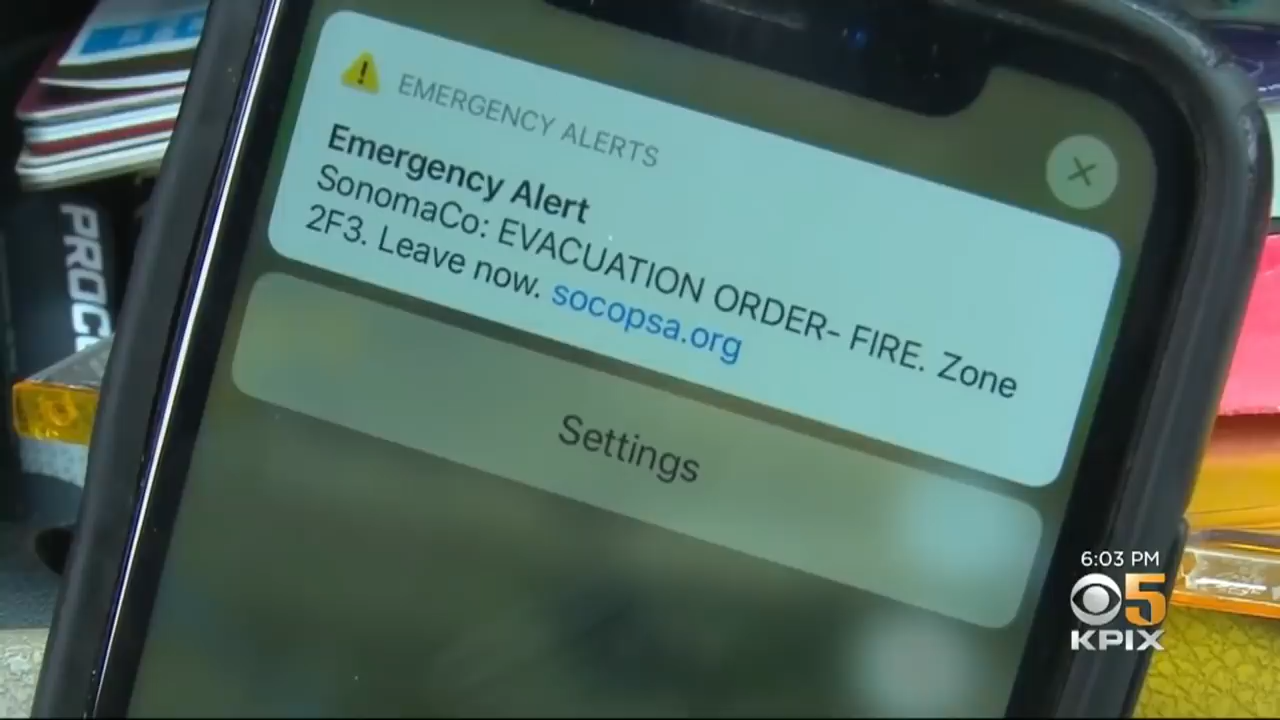 EMERGENCY ALERTS
Emergency Alert
SonomaCo: EVACUATION ORDER- FIRE. Zone
2F3. Leave now. socopsa.org
Settings
6:03 PM
5
KPIX